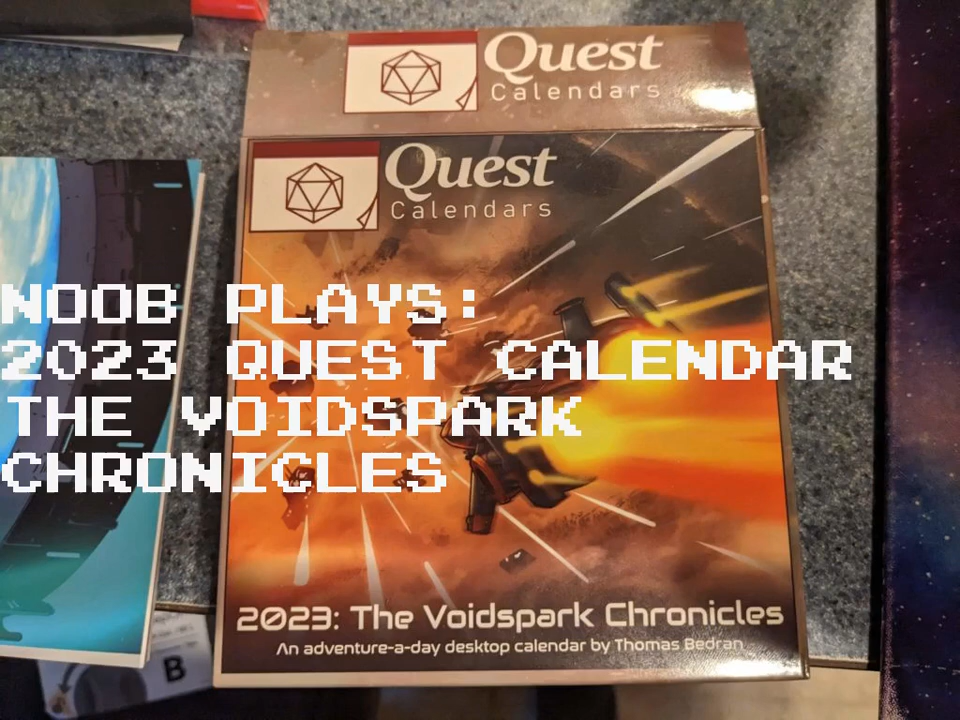 Quest
Calendars
Quest
Calendars
NOOB PLAYS:
2023 QUEST CALENDAR
THE VOIDSPARK
CHRONICLES
2023: The Voidspark Chronicles
An adventure-a-day desktop calendar by Thomas Bedran
B